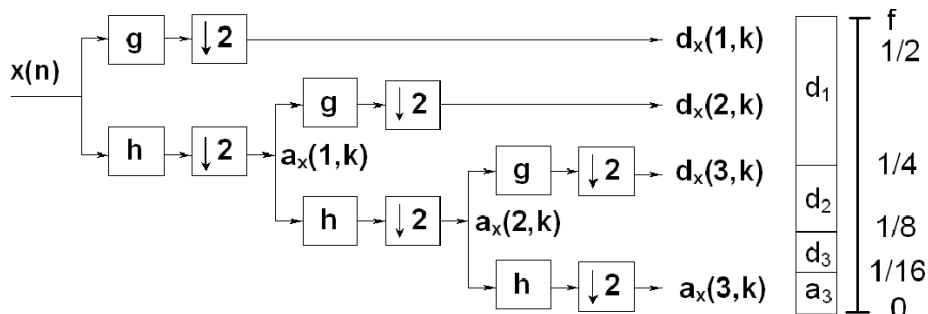 g ↓2 dₓ(1,k)
x(n)
g ↓2 dₓ(2,k)
h ↓2 aₓ(1,k)
g ↓2 dₓ(3,k)
h ↓2 aₓ(2,k)
h ↓2 aₓ(3,k)
f
1/2
d₁
1/4
d₂
1/8
d₃
1/16
a₃
0